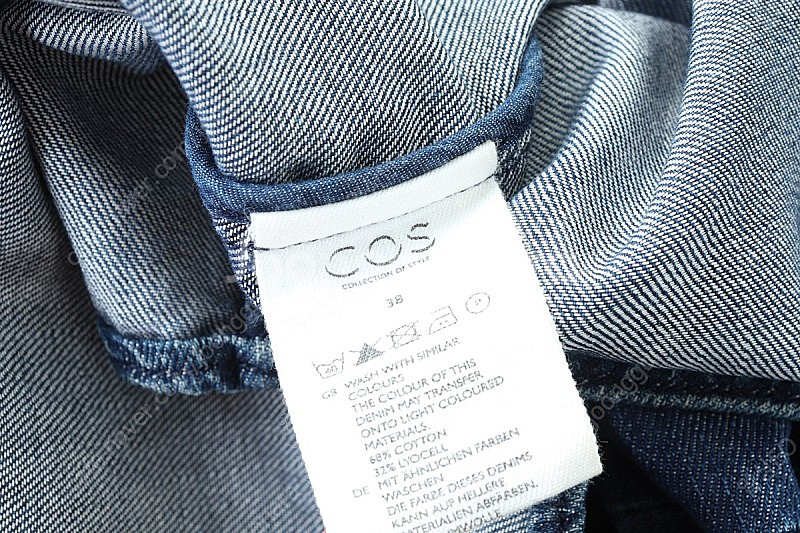 COS
COLLECTION OF STYLE
38
40
GB WASH WITH SIMILAR
COLOURS
THE COLOUR OF THIS
DENIM MAY TRANSFER
ONTO LIGHT COLOURED
MATERIALS.
68% COTTON
32% LYOCELL
DE MIT ÄHNLICHEN FARBEN
WASCHEN
DIE FARBE DIESES DENIMS
KANN AUF HELLERE
MATERIALIEN ABFÄRBEN.